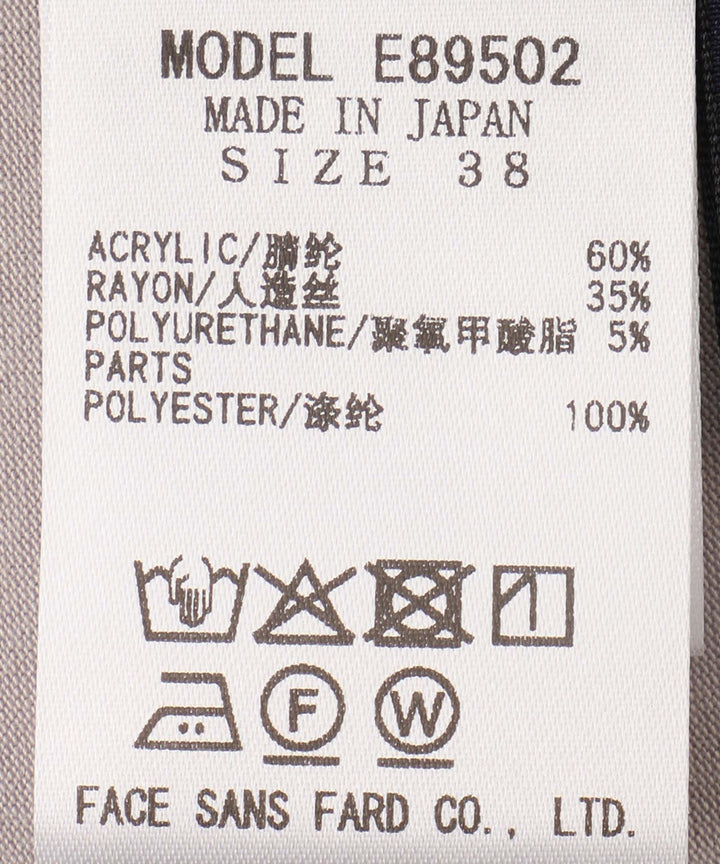 MODEL E89502
MADE IN JAPAN
SIZE 38
ACRYLIC/腈纶 60%
RAYON/人造丝 35%
POLYURETHANE/聚氨甲酸脂 5%
PARTS
POLYESTER/涤纶 100%
F W
FACE SANS FARD CO., LTD.